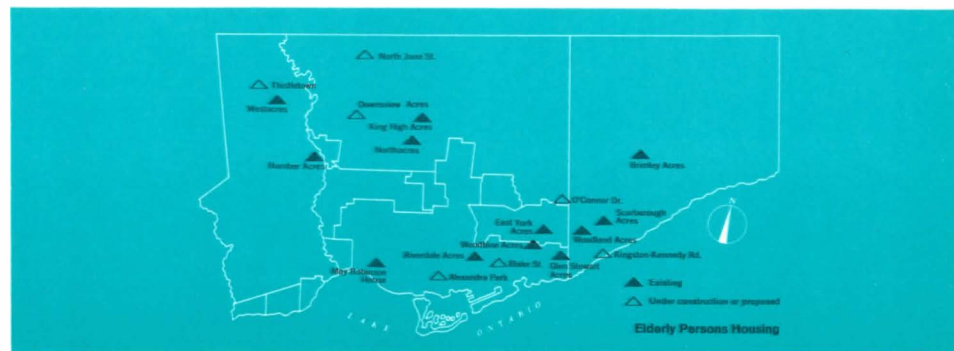 North Jane St.
Thistletown
Westacres
Downsview Acres
King High Acres
Northacres
Humber Acres
Brimley Acres
O'Connor Dr.
Scarborough
Acres
East York
Acres
Woodland Acres
Woodbine Acres
Riverdale Acres
Blake St.
Glen Stewart
Acres
Kingston-Kennedy Rd.
May Robinson
House
Alexandra Park
N
Existing
Under construction or proposed
LAKE ONTARIO
Elderly Persons Housing